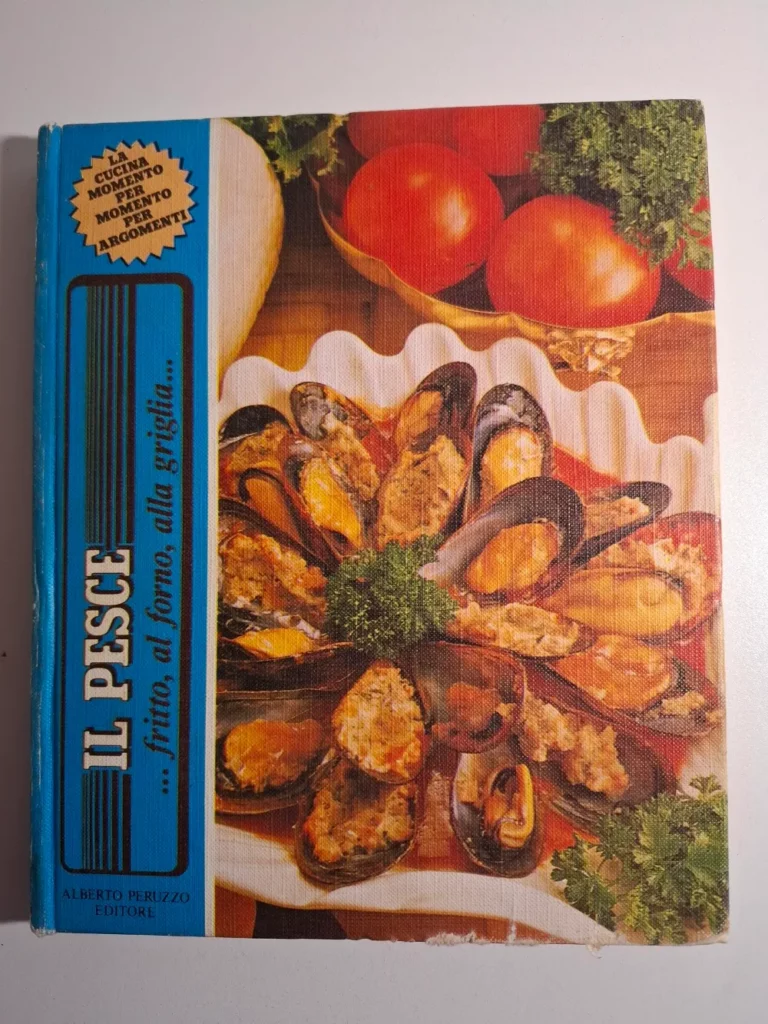 LA
CUCINA
MOMENTO
PER
MOMENTO
PER
ARGOMENTI
IL PESCE
... fritto, al forno, alla griglia...
ALBERTO PERUZZO
EDITORE